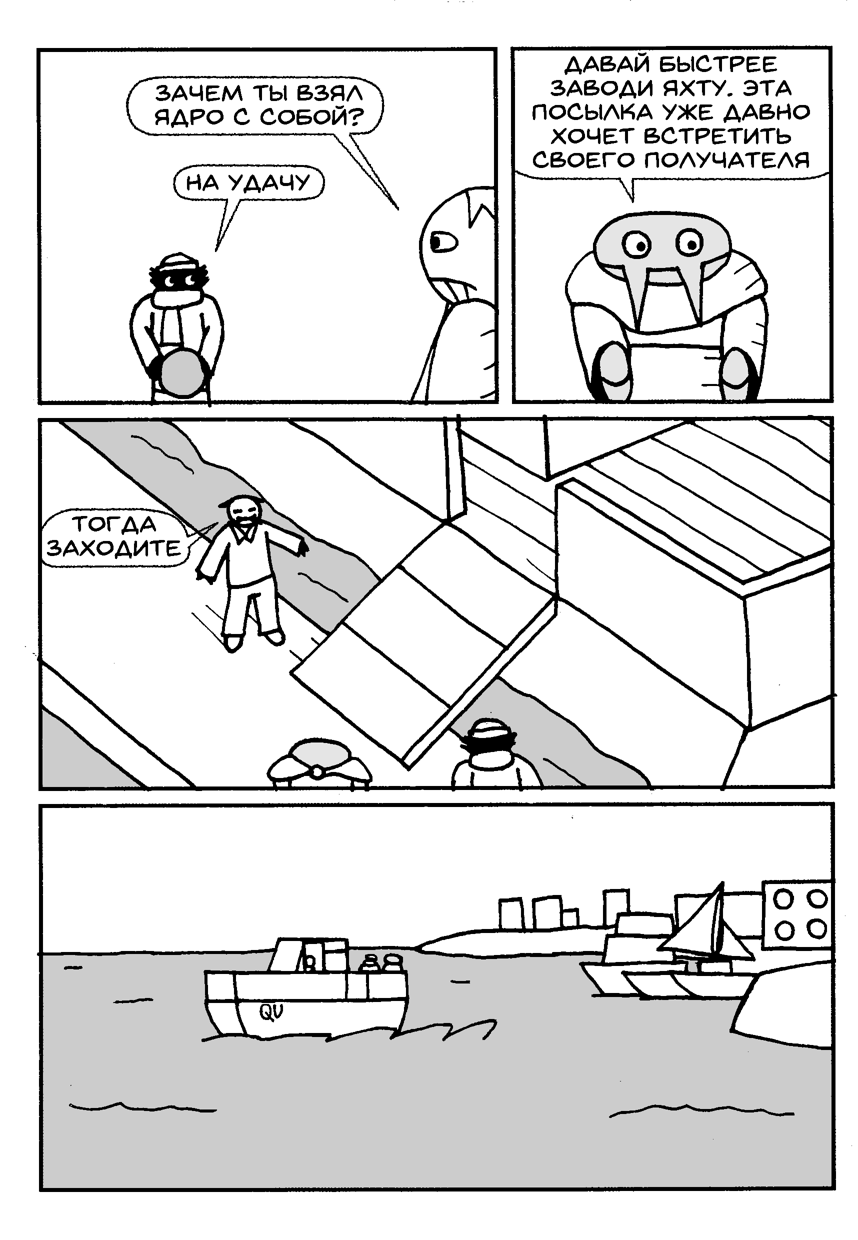 ЗАЧЕМ ТЫ ВЗЯЛ
ЯДРО С СОБОЙ?
НА УДАЧУ
ДАВАЙ БЫСТРЕЕ
ЗАВОДИ ЯХТУ. ЭТА
ПОСЫЛКА УЖЕ ДАВНО
ХОЧЕТ ВСТРЕТИТЬ
СВОЕГО ПОЛУЧАТЕЛЯ
ТОГДА
ЗАХОДИТЕ
QU